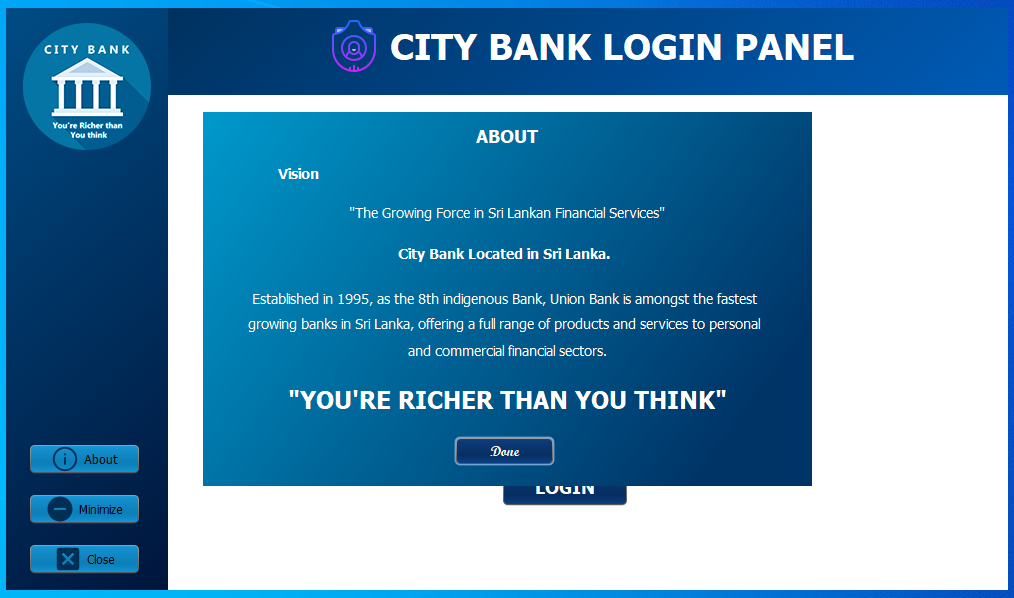 CITY BANK
You're Richer than
You think
CITY BANK LOGIN PANEL
ABOUT
Vision
"The Growing Force in Sri Lankan Financial Services"
City Bank Located in Sri Lanka.
Established in 1995, as the 8th indigenous Bank, Union Bank is amongst the fastest
growing banks in Sri Lanka, offering a full range of products and services to personal
and commercial financial sectors.
"YOU'RE RICHER THAN YOU THINK"
Done
LOGIN
About
Minimize
Close